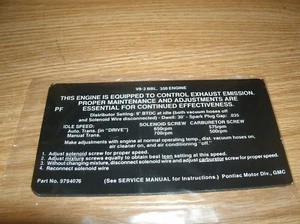 V8-2 BBL. 350 ENGINE
THIS ENGINE IS EQUIPPED TO CONTROL EXHAUST EMISSION.
PROPER MAINTENANCE AND ADJUSTMENTS ARE
PF ESSENTIAL FOR CONTINUED EFFECTIVENESS.
Distributor Setting: 9° BTDC at idle (both vacuum hoses off
and Solenoid Wire disconnected) - Dwell: 30° - Spark Plug Gap: .035
SOLENOID SCREW CARBURETOR SCREW
IDLE SPEED:
Auto. Trans. (in "DRIVE") 650rpm 575rpm
Manual Trans. 700rpm 500rpm
Make adjustments with engine at normal operating temp., dist. vacuum hoses on,
air cleaner on, and air conditioning off.
1. Adjust solenoid screw for proper speed.
2. Adjust mixture screws equally to obtain best lean setting at this speed.
3. Without changing mixture, disconnect solenoid wire and adjust carburetor screw for proper speed.
4. Reconnect solenoid wire
Part No. 9794076 (See SERVICE MANUAL for Instructions.) Pontiac Motor Div., GMC